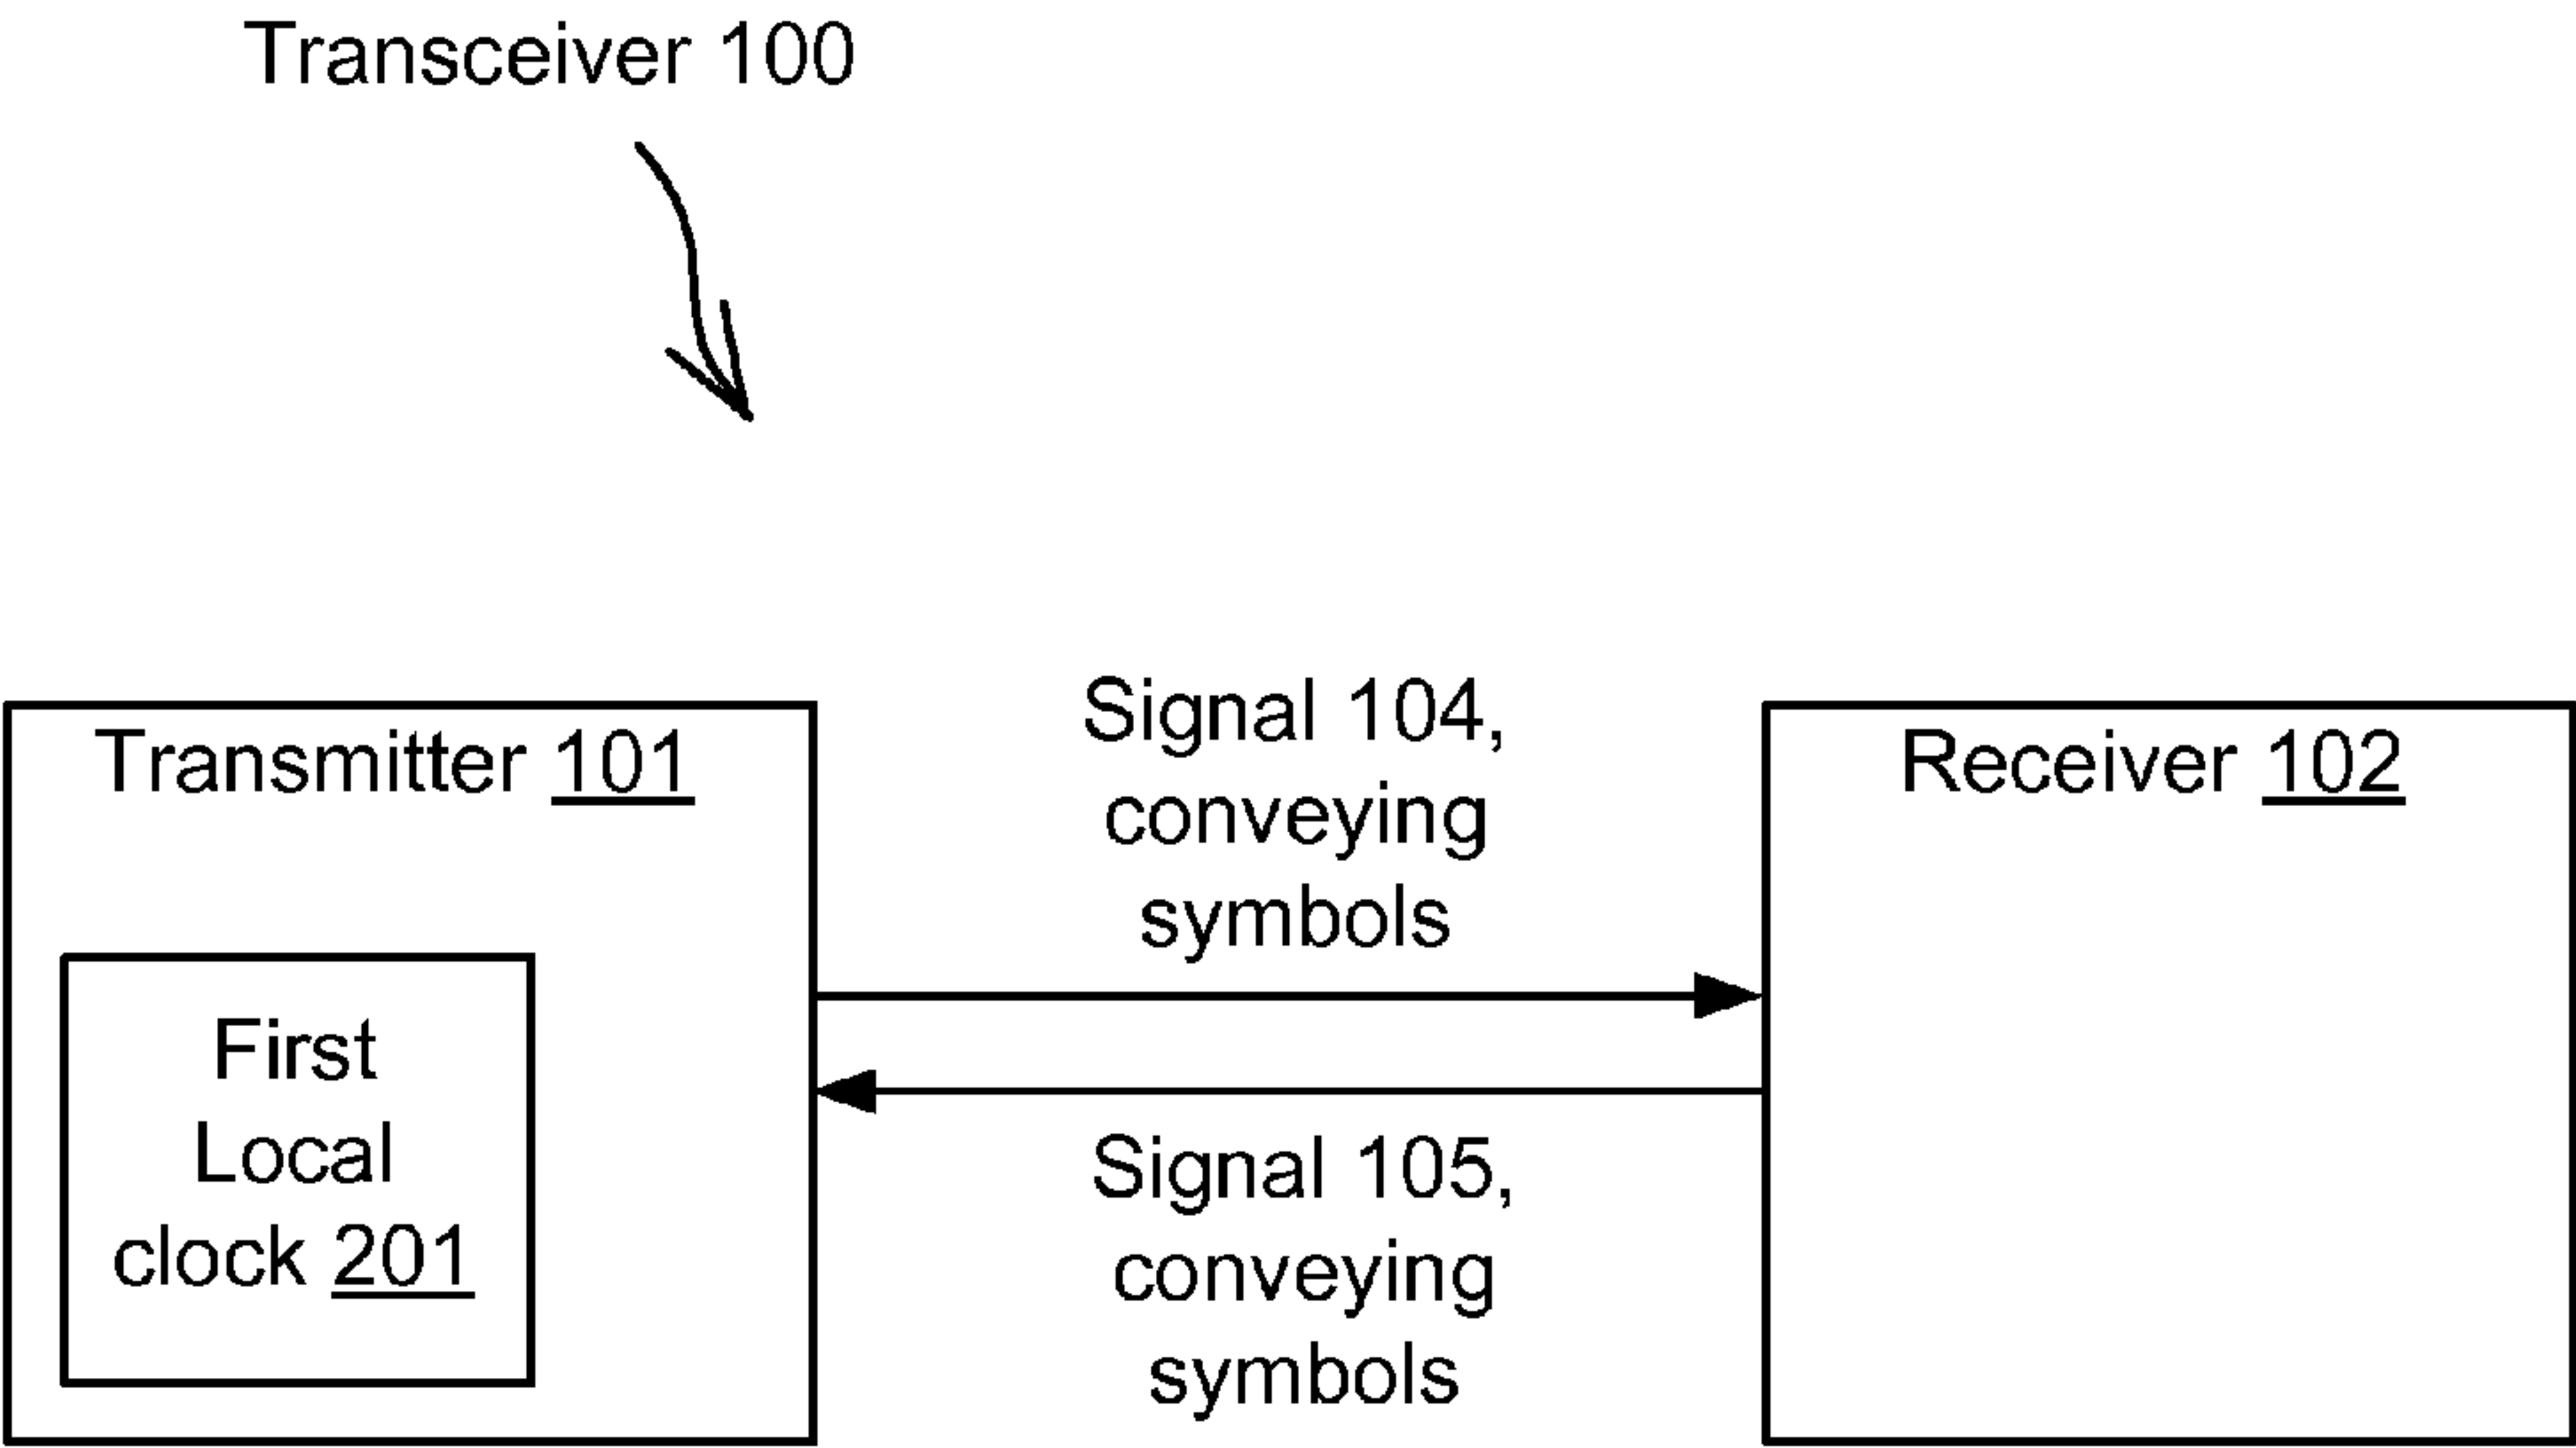 Transceiver 100
Transmitter 101
First
Local
clock 201
Signal 104,
conveying
symbols
Signal 105,
conveying
symbols
Receiver 102